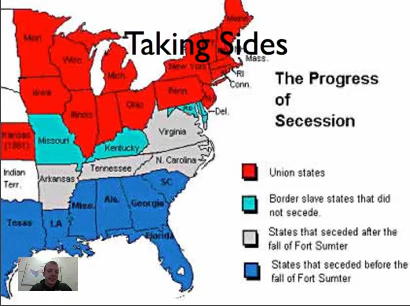 Taking Sides
Maine
Minn.
Wisc.
Mich.
New York
Mass.
RI
Conn.
Iowa
Illinois
Ohio
Penn.
Del.
Kansas
(1861)
Missouri
Kentucky
Virginia
Indian
Terr.
Arkansas
Tennessee
N. Carolina
SC
Texas
LA
Miss.
Ala.
Georgia
Florida
The Progress
of
Secession
Union states
Border slave states that did
not secede.
States that seceded after the
fall of Fort Sumter
States that seceded before the
fall of Fort Sumter